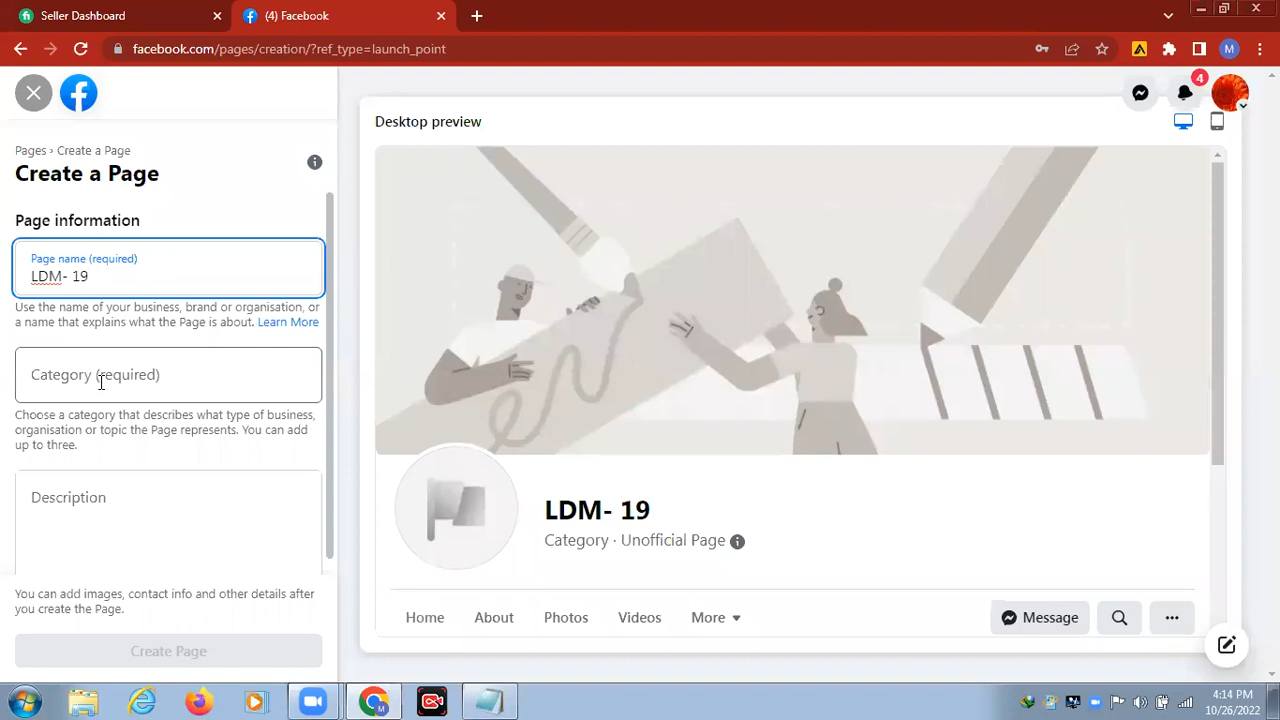 Seller Dashboard
(4) Facebook
facebook.com/pages/creation/?ref_type=launch_point
M
4
Pages › Create a Page
Create a Page
Page information
Page name (required)
LDM- 19
Use the name of your business, brand or organisation, or
a name that explains what the Page is about. Learn More
Category (required)
Choose a category that describes what type of business,
organisation or topic the Page represents. You can add
up to three.
Description
You can add images, contact info and other details after
you create the Page.
Create Page
Desktop preview
LDM- 19
Category · Unofficial Page
Home About Photos Videos More
Message
4:14 PM
10/26/2022